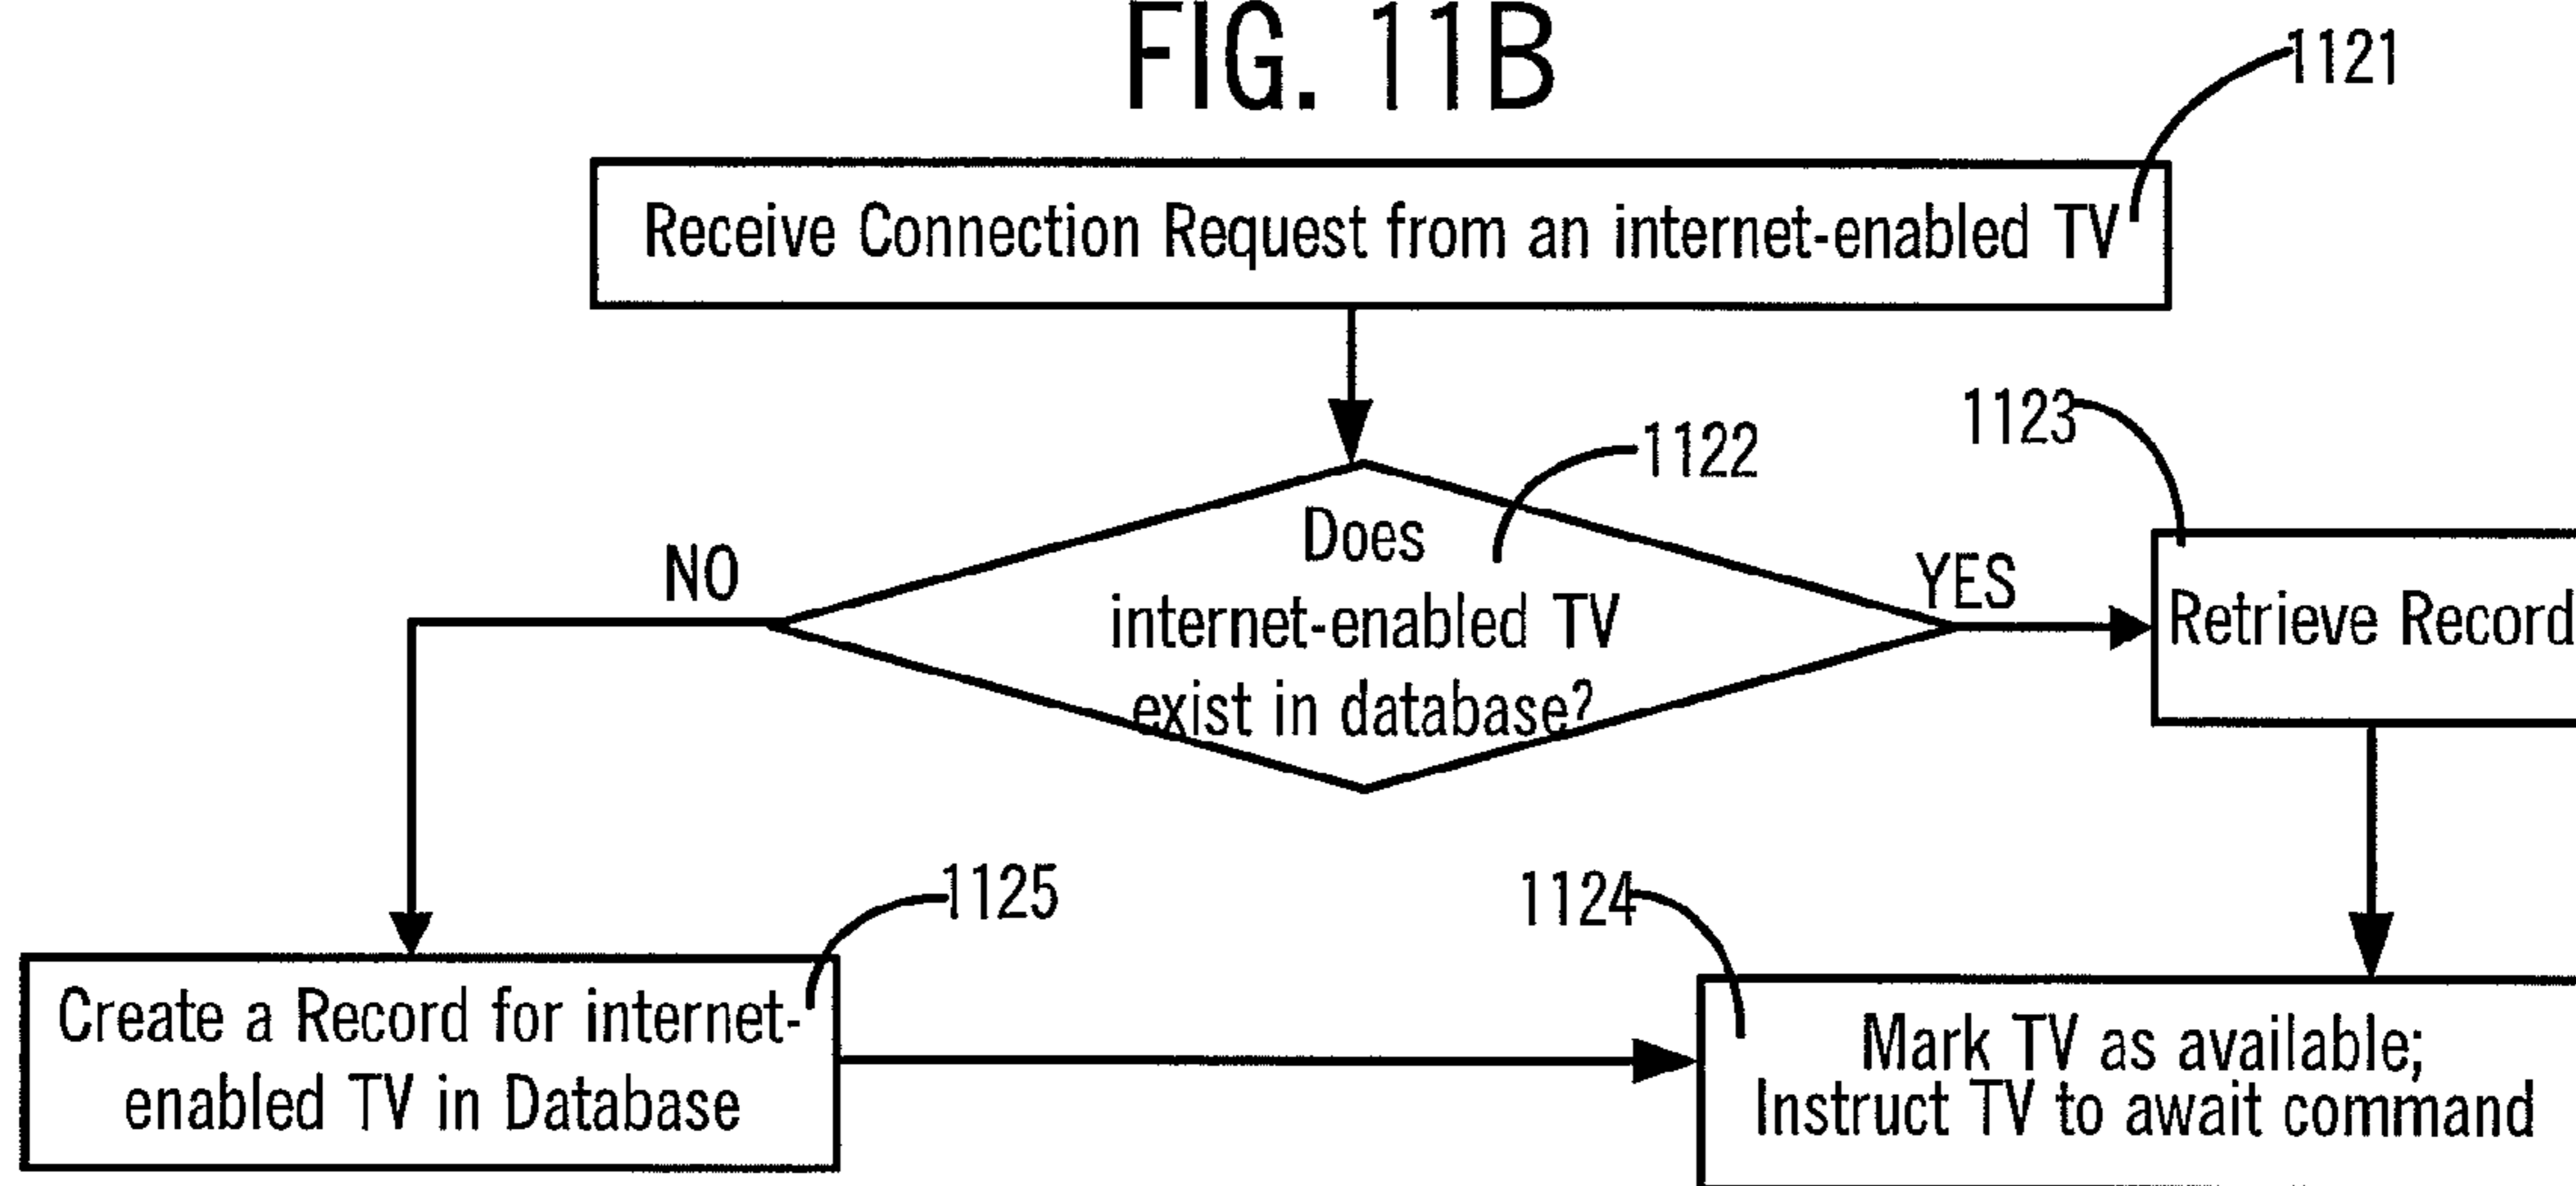 FIG. 11B
1121
Receive Connection Request from an internet-enabled TV
1122
Does
internet-enabled TV
exist in database?
NO
YES
1123
Retrieve Record
1125
Create a Record for internet-
enabled TV in Database
1124
Mark TV as available;
Instruct TV to await command